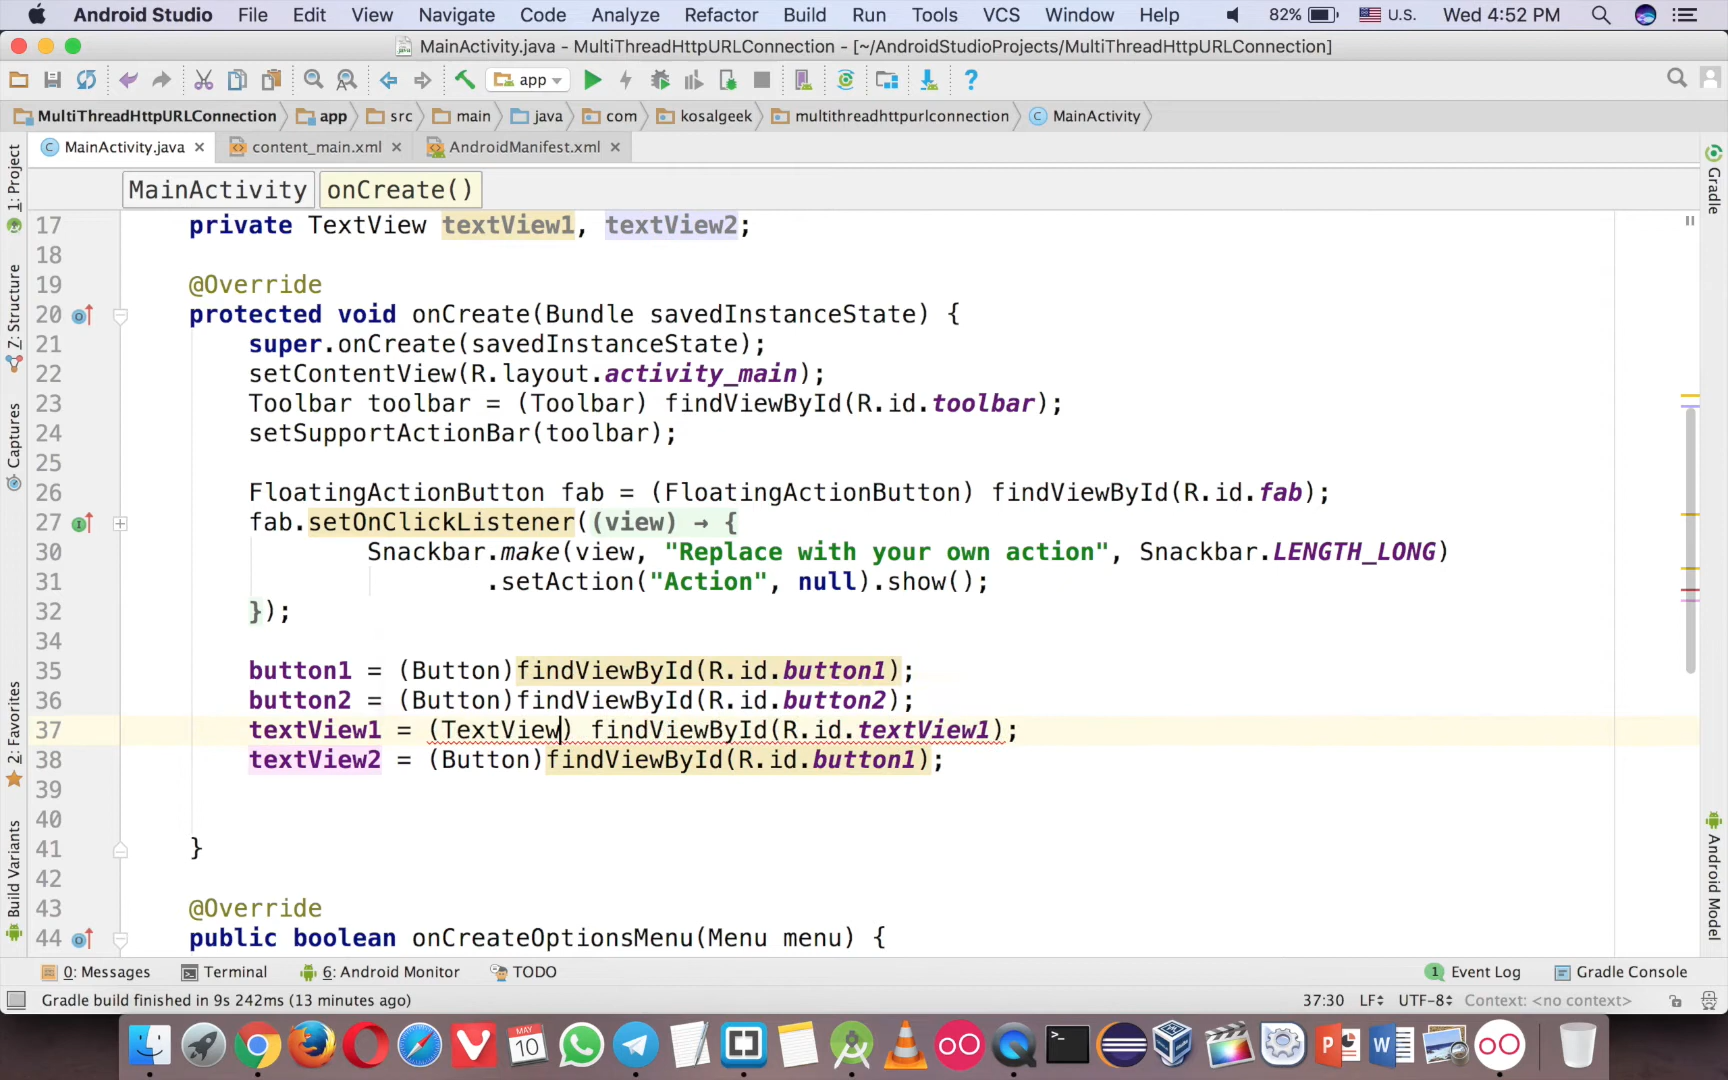 Android Studio File Edit View Navigate Code Analyze Refactor Build Run Tools VCS Window Help 82% U.S. Wed 4:52 PM
MainActivity.java - MultiThreadHttpURLConnection - [~/AndroidStudioProjects/MultiThreadHttpURLConnection]
app
MultiThreadHttpURLConnection app src main java com kosalgeek multithreadhttpurlconnection MainActivity
MainActivity.java content_main.xml AndroidManifest.xml
MainActivity onCreate()
1: Project
Z: Structure
Captures
2: Favorites
Build Variants
Gradle
Android Model
17 private TextView textView1, textView2;
18
19 @Override
20 protected void onCreate(Bundle savedInstanceState) {
21 super.onCreate(savedInstanceState);
22 setContentView(R.layout.activity_main);
23 Toolbar toolbar = (Toolbar) findViewById(R.id.toolbar);
24 setSupportActionBar(toolbar);
25
26 FloatingActionButton fab = (FloatingActionButton) findViewById(R.id.fab);
27 fab.setOnClickListener((view) → {
30 Snackbar.make(view, "Replace with your own action", Snackbar.LENGTH_LONG)
31 .setAction("Action", null).show();
32 });
34
35 button1 = (Button)findViewById(R.id.button1);
36 button2 = (Button)findViewById(R.id.button2);
37 textView1 = (TextView) findViewById(R.id.textView1);
38 textView2 = (Button)findViewById(R.id.button1);
39
40
41 }
42
43 @Override
44 public boolean onCreateOptionsMenu(Menu menu) {
0: Messages Terminal 6: Android Monitor TODO 1 Event Log Gradle Console
Gradle build finished in 9s 242ms (13 minutes ago) 37:30 LF UTF-8 Context: <no context>
MAY
10
P
W